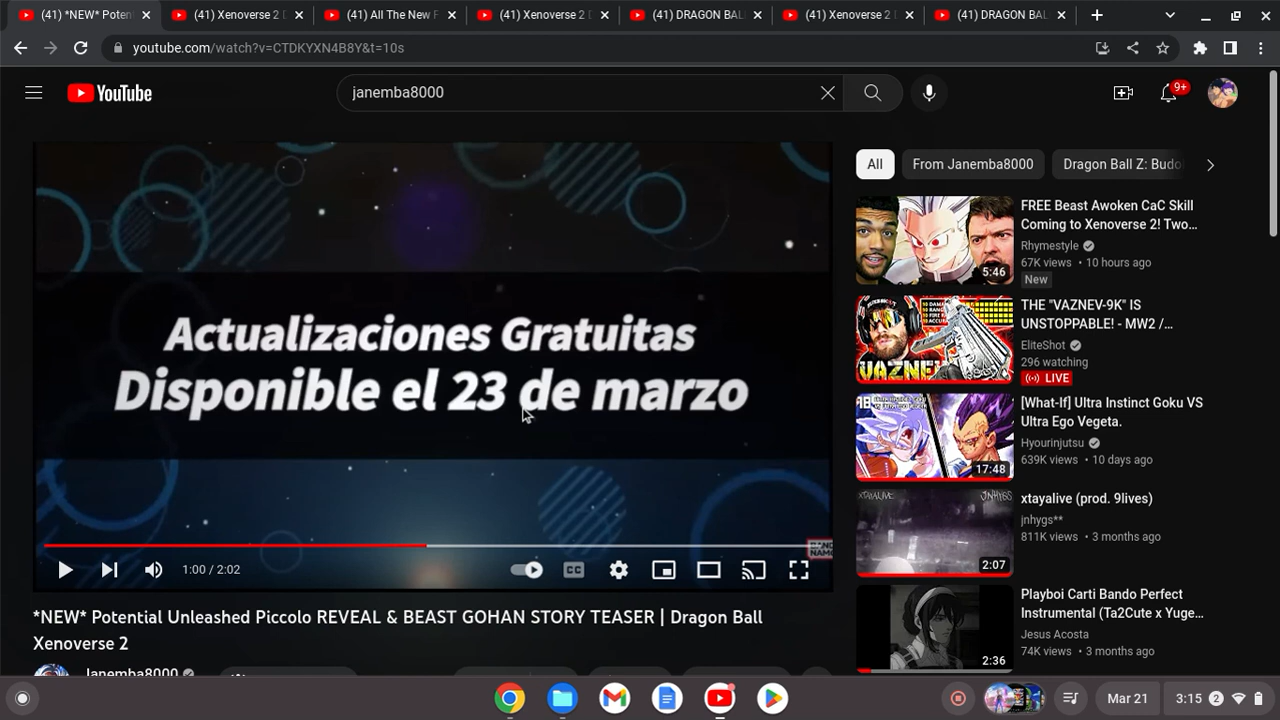 (41) *NEW* Poten
(41) Xenoverse 2 D
(41) All The New F
(41) Xenoverse 2 D
(41) DRAGON BAL
(41) Xenoverse 2 L
(41) DRAGON BAL
youtube.com/watch?v=CTDKYXN4B8Y&t=10s
YouTube
janemba8000
9+
Actualizaciones Gratuitas
Disponible el 23 de marzo
1:00 / 2:02
CC
*NEW* Potential Unleashed Piccolo REVEAL & BEAST GOHAN STORY TEASER | Dragon Ball
Xenoverse 2
Janemba8000
All
From Janemba8000
Dragon Ball Z: Budo
5:46
FREE Beast Awoken CaC Skill
Coming to Xenoverse 2! Two…
Rhymestyle
67K views • 10 hours ago
New
VAZNE
THE "VAZNEV-9K" IS
UNSTOPPABLE! - MW2 /…
EliteShot
296 watching
LIVE
17:48
[What-If] Ultra Instinct Goku VS
Ultra Ego Vegeta.
Hyourinjutsu
639K views • 10 days ago
XTAYALIVE
JNHYGS
2:07
xtayalive (prod. 9lives)
jnhygs**
811K views • 3 months ago
2:36
Playboi Carti Bando Perfect
Instrumental (Ta2Cute x Yuge…
Jesus Acosta
74K views • 3 months ago
Mar 21
3:15
2